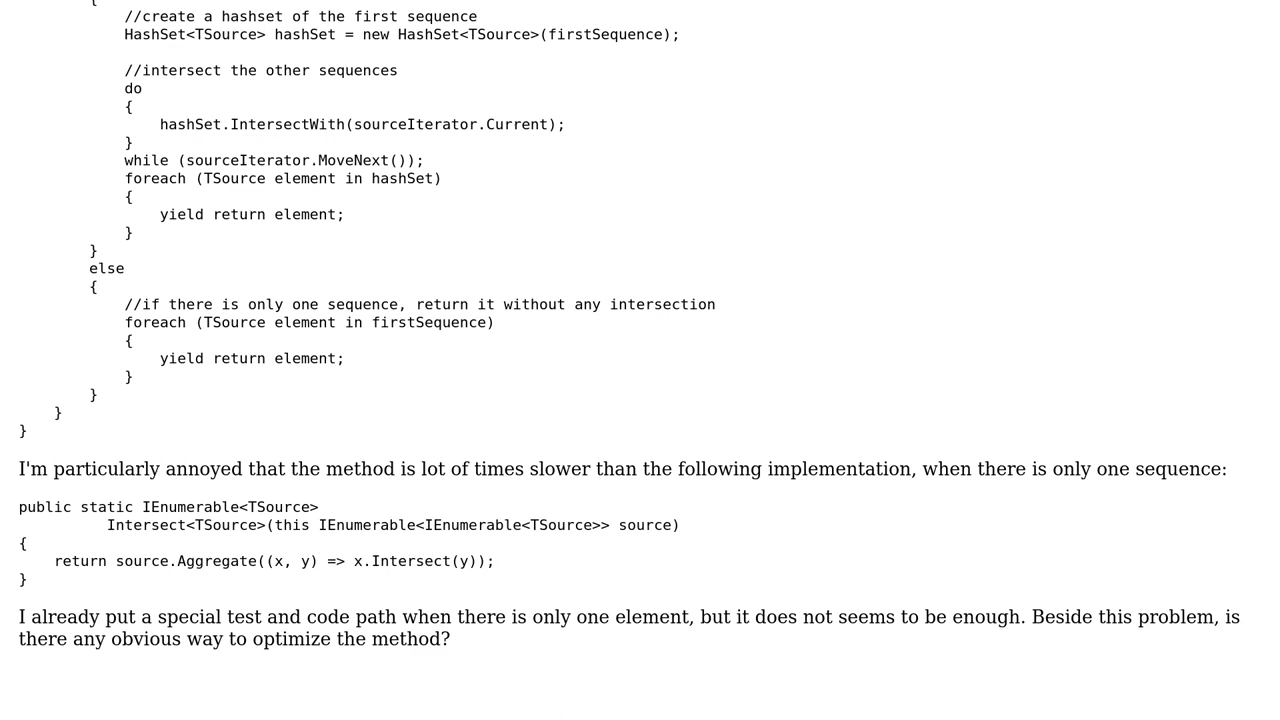 {
//create a hashset of the first sequence
HashSet<TSource> hashSet = new HashSet<TSource>(firstSequence);
//intersect the other sequences
do
{
hashSet.IntersectWith(sourceIterator.Current);
}
while (sourceIterator.MoveNext());
foreach (TSource element in hashSet)
{
yield return element;
}
}
else
{
//if there is only one sequence, return it without any intersection
foreach (TSource element in firstSequence)
{
yield return element;
}
}
}
}
I'm particularly annoyed that the method is lot of times slower than the following implementation, when there is only one sequence:
public static IEnumerable<TSource>
Intersect<TSource>(this IEnumerable<IEnumerable<TSource>> source)
{
return source.Aggregate((x, y) => x.Intersect(y));
}
I already put a special test and code path when there is only one element, but it does not seems to be enough. Beside this problem, is
there any obvious way to optimize the method?